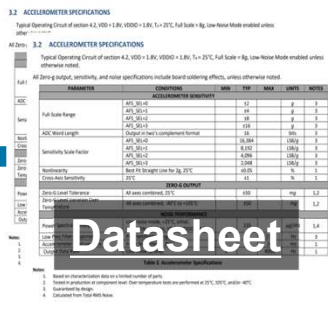 3.2 ACCELEROMETER SPECIFICATIONS
Typical Operating Circuit of section 4.2, VDD = 1.8V, VDDIO = 1.8V, TA = 25°C, Full Scale = 8g, Low-Noise Mode enabled unless
3.2 ACCELEROMETER SPECIFICATIONS
Typical Operating Circuit of section 4.2, VDD = 1.8V, VDDIO = 1.8V, TA = 25°C, Full Scale = 8g, Low-Noise Mode enabled unless
otherwise noted.
All Zero-g output, sensitivity, and noise specifications include board soldering effects, unless otherwise noted.
PARAMETER CONDITIONS MIN TYP MAX UNITS NOTES
ACCELEROMETER SENSITIVITY
Full Scale Range
AFS_SEL=0 ±2 g 3
AFS_SEL=1 ±4 g 3
AFS_SEL=2 ±8 g 3
AFS_SEL=3 ±16 g 3
ADC Word Length Output in two's complement format 16 bits 3
Sensitivity Scale Factor
AFS_SEL=0 16,384 LSB/g 3
AFS_SEL=1 8,192 LSB/g 3
AFS_SEL=2 4,096 LSB/g 3
AFS_SEL=3 2,048 LSB/g 3
Nonlinearity Best Fit Straight Line for 2g, 25°C ±0.5 % 1
Cross-Axis Sensitivity 25°C ±1 % 1
ZERO-G OUTPUT
Zero-G Level Tolerance All axes combined, 25°C ±50 mg 1,2
NOISE PERFORMANCE
Datasheet
Table 2. Accelerometer Specifications
Notes:
1. Based on characterization data on a limited number of parts.
2. Tested in production at component level. Over temperature tests are performed at 25°C, 105°C, and/or -40°C
3. Guaranteed by design.
4. Calculated from Total RMS Noise.